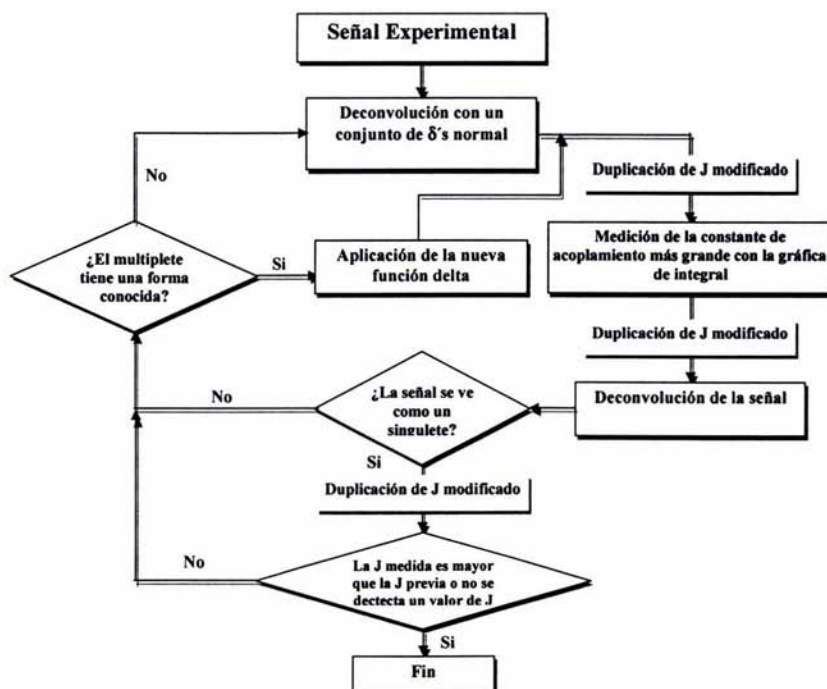 Señal Experimental
Deconvolución con un
conjunto de δ´s normal
No
Duplicación de J modificado
¿El multiplete
tiene una forma
conocida?
Si
Aplicación de la nueva
función delta
Medición de la constante de
acoplamiento más grande con la gráfica
de integral
Duplicación de J modificado
Deconvolución de la señal
¿La señal se ve
como un
singulete?
No
Si
Duplicación de J modificado
La J medida es mayor
que la J previa o no se
dectecta un valor de J
No
Si
Fin